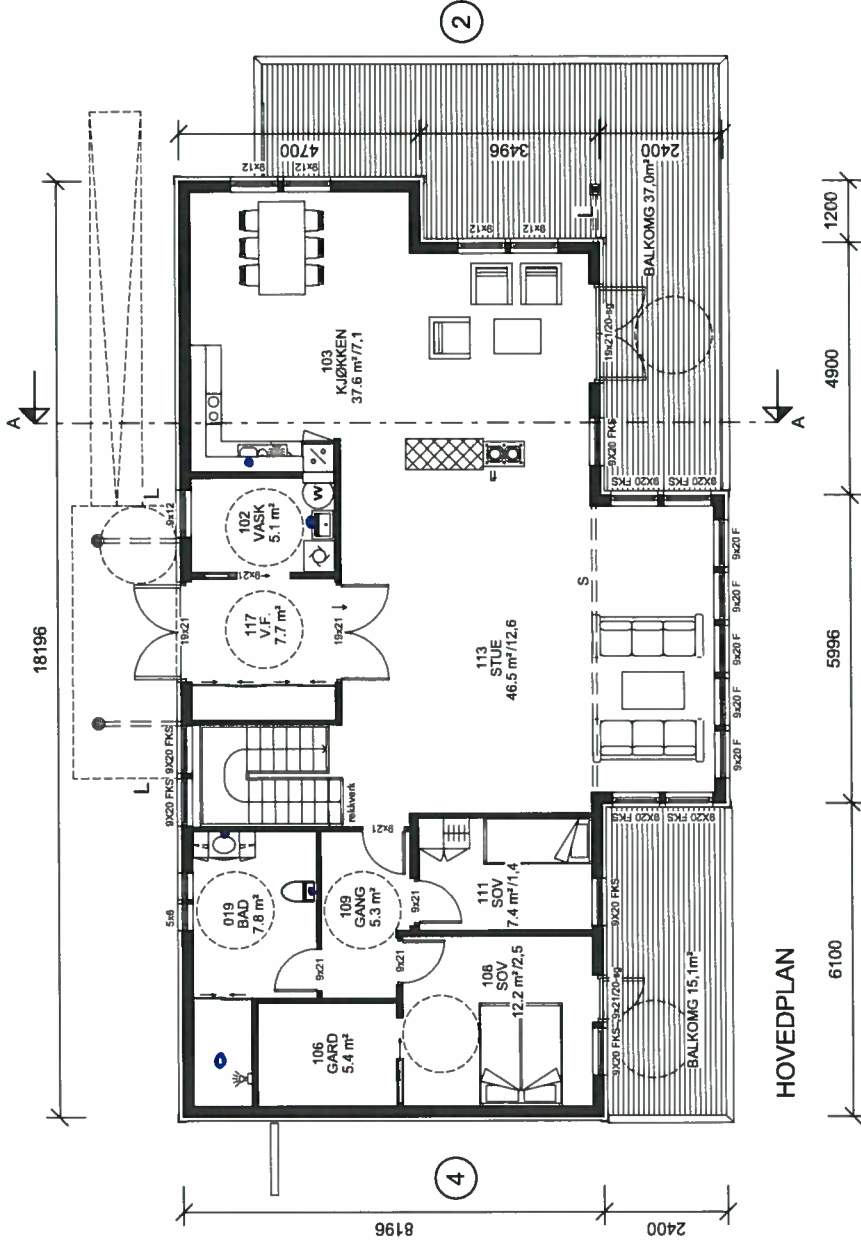 18196
A
A
4700
3496
2400
1200
4900
5996
6100
8196
2400
2
4
9x12
9x12
9x12
9x12
9x12
103
KJØKKEN
37.6 m²/7,1
102
VASK
5.1 m²
W
%
9x21
117
V.F.
7.7 m²
19x21
19x21
L
L
L
9X20 FKS
9X20 FKS
rekkverk
113
STUE
46.5 m²/12,6
fl
S
5x6
019
BAD
7.8 m²
109
GANG
5.3 m²
9x21
9x21
9x21
9x21
106
GARD
5.4 m²
108
SOV
12.2 m²/2,5
111
SOV
7.4 m²/1,4
9X20 FKS
9X20 FKS
9x21/20-sg
BALKOMG 15,1m²
9X20 FKS
9X20 FKS
9x20 F
9x20 F
9x20 F
9x20 F
9x20 F
9X20 FKS
9X20 FKS
9X20 FKS
19x21/20-sg
BALKOMG 37,0m²
HOVEDPLAN